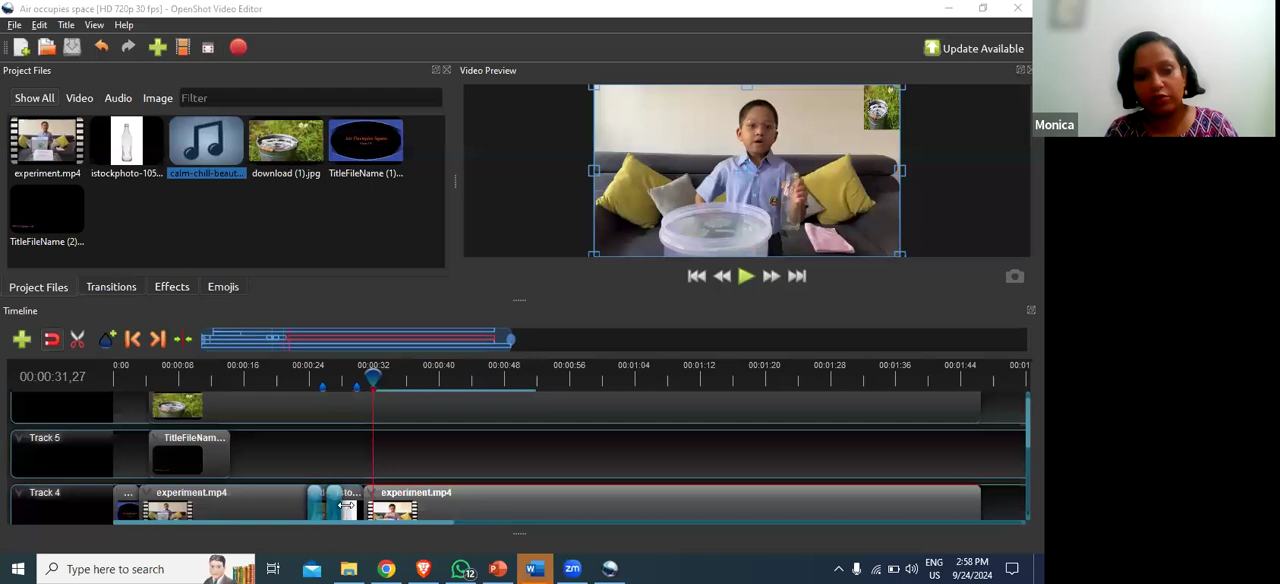 Air occupies space [HD 720p 30 fps] - OpenShot Video Editor
File Edit Title View Help
Update Available
Project Files
Video Preview
Show All Video Audio Image Filter
experiment.mp4 istockphoto-105... calm-chill-beaut... download (1).jpg TitleFileName (1)...
TitleFileName (2)...
Project Files Transitions Effects Emojis
Timeline
00:00:31,27
0:00 00:00:08 00:00:16 00:00:24 00:00:32 00:00:40 00:00:48 00:00:56 00:01:04 00:01:12 00:01:20 00:01:28 00:01:36 00:01:44 00:01:
Track 5 TitleFileNam...
Track 4 ... experiment.mp4 sto... experiment.mp4
Monica
Type here to search
12
ENG
US
2:58 PM
9/24/2024